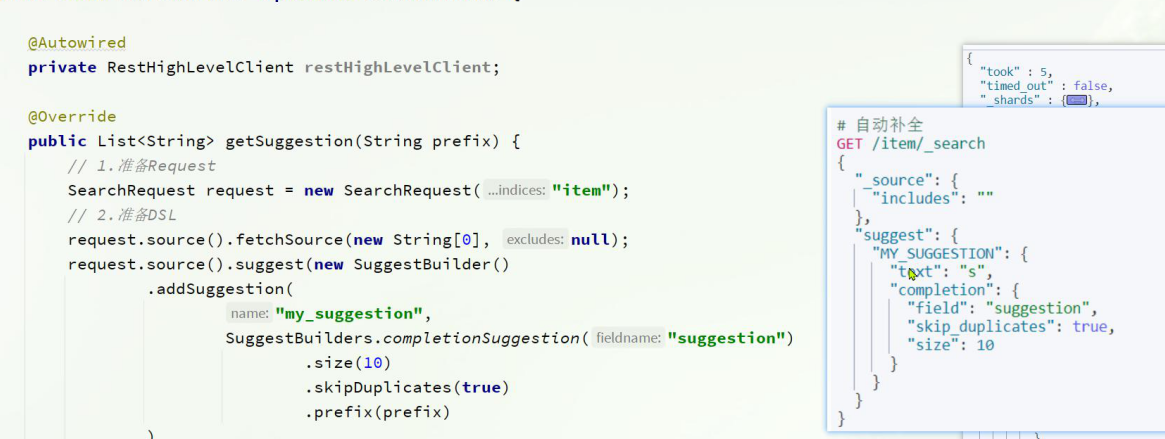 @Autowired
private RestHighLevelClient restHighLevelClient;
@Override
public List<String> getSuggestion(String prefix) {
// 1.准备Request
SearchRequest request = new SearchRequest( ...indices: "item");
// 2.准备DSL
request.source().fetchSource(new String[0], excludes: null);
request.source().suggest(new SuggestBuilder()
.addSuggestion(
name: "my_suggestion",
SuggestBuilders.completionSuggestion( fieldname: "suggestion")
.size(10)
.skipDuplicates(true)
.prefix(prefix)
)
{
"took" : 5,
"timed_out" : false,
"_shards" : {...},
# 自动补全
GET /item/_search
{
"_source": {
"includes": ""
},
"suggest": {
"MY_SUGGESTION": {
"text": "s",
"completion": {
"field": "suggestion",
"skip_duplicates": true,
"size": 10
}
}
}
}
}